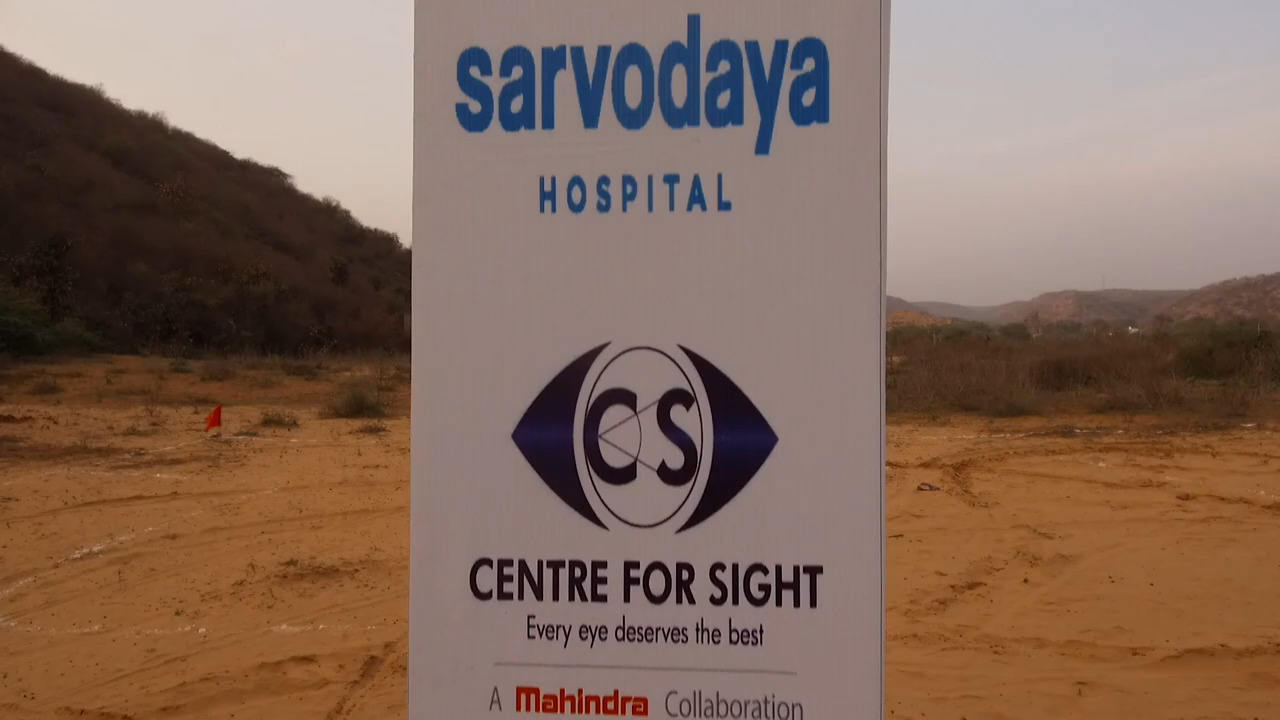 sarvodaya
HOSPITAL
CS
CENTRE FOR SIGHT
Every eye deserves the best
A Mahindra Collaboration